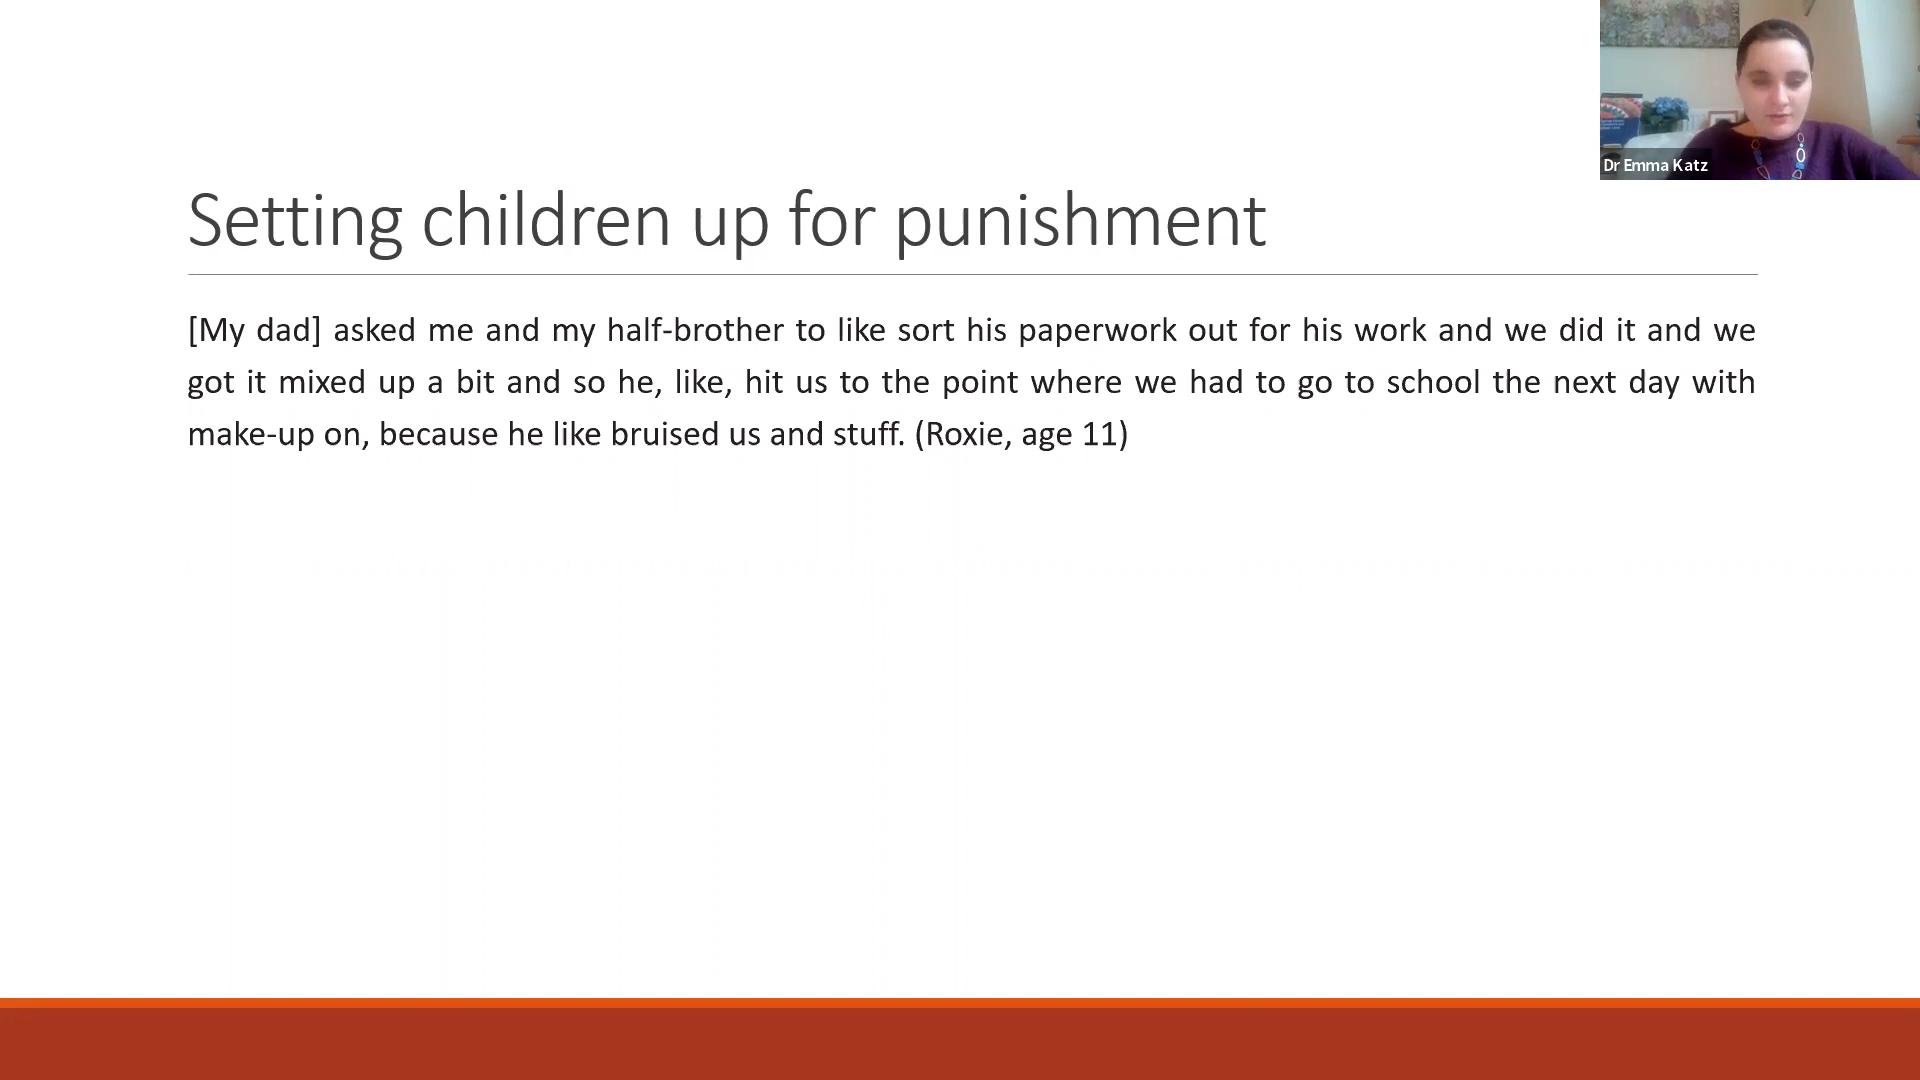 Dr Emma Katz
Setting children up for punishment
[My dad] asked me and my half-brother to like sort his paperwork out for his work and we did it and we
got it mixed up a bit and so he, like, hit us to the point where we had to go to school the next day with
make-up on, because he like bruised us and stuff. (Roxie, age 11)